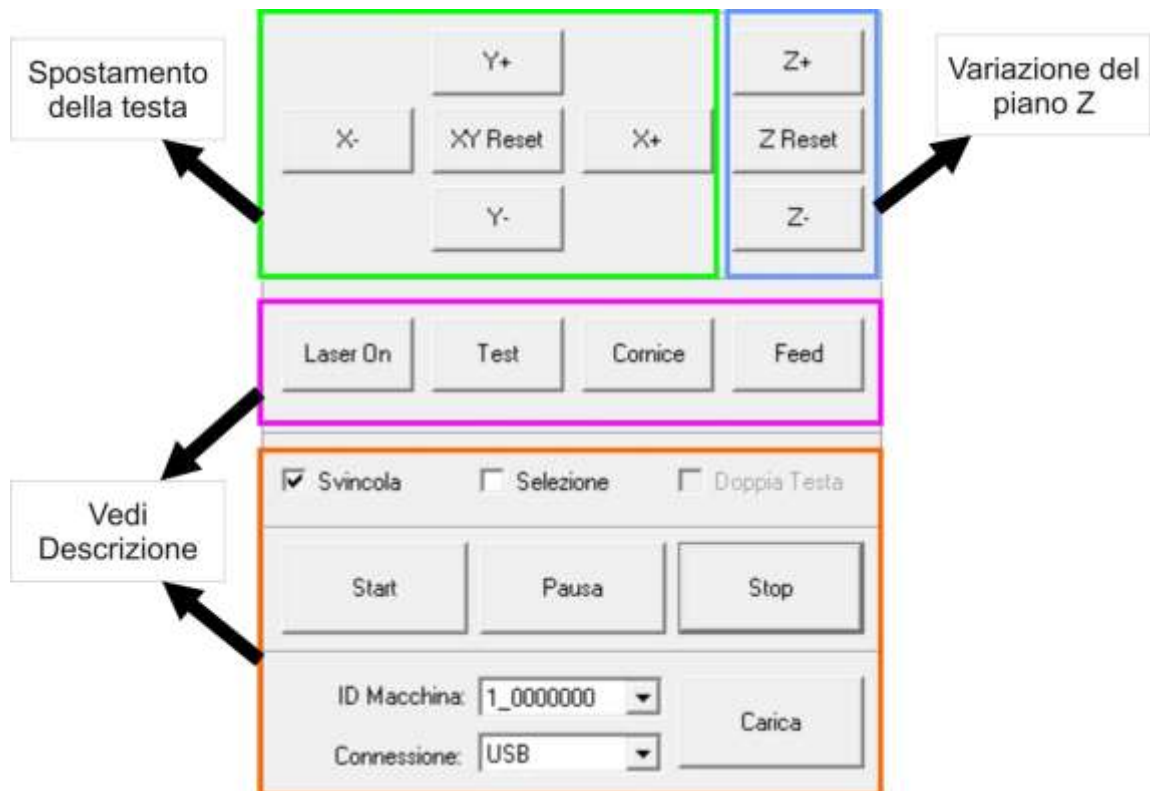 Spostamento
della testa
Y+
Z+
Variazione del
piano Z
X-
XY Reset
X+
Z Reset
Y-
Z-
Laser On
Test
Cornice
Feed
Svincola
Selezione
Doppia Testa
Vedi
Descrizione
Start
Pausa
Stop
ID Macchina:
1_0000000
Carica
Connessione:
USB